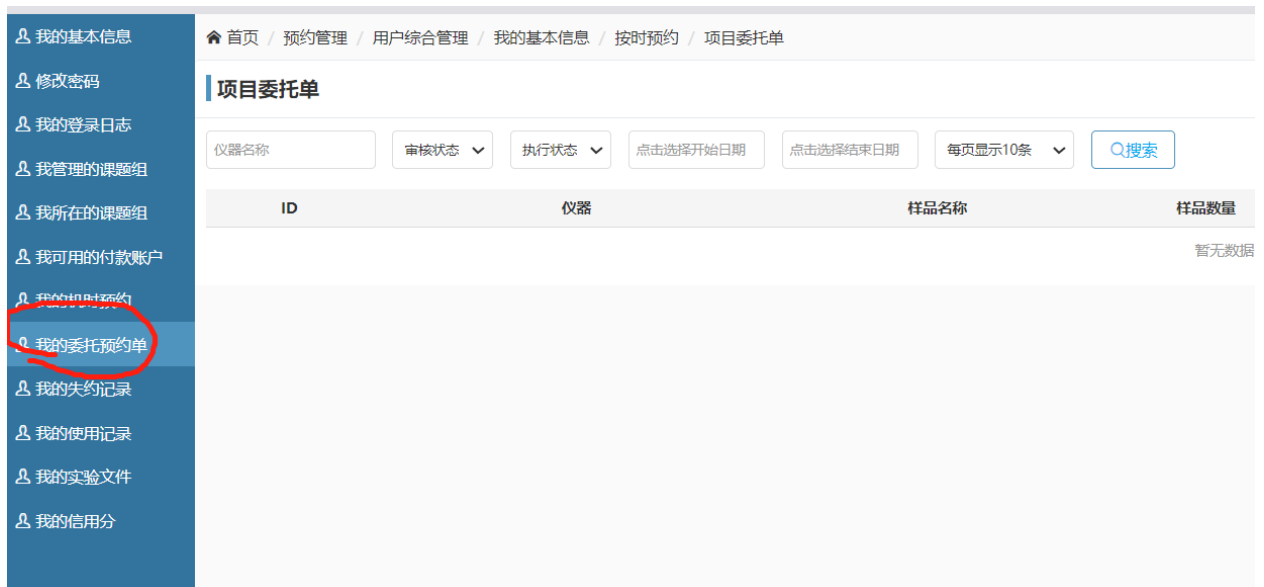 我的基本信息
修改密码
我的登录日志
我管理的课题组
我所在的课题组
我可用的付款账户
我的机时预约
我的委托预约单
我的失约记录
我的使用记录
我的实验文件
我的信用分
首页 / 预约管理 / 用户综合管理 / 我的基本信息 / 按时预约 / 项目委托单
项目委托单
仪器名称 审核状态 执行状态 点击选择开始日期 点击选择结束日期 每页显示10条 搜索
ID 仪器 样品名称 样品数量
暂无数据